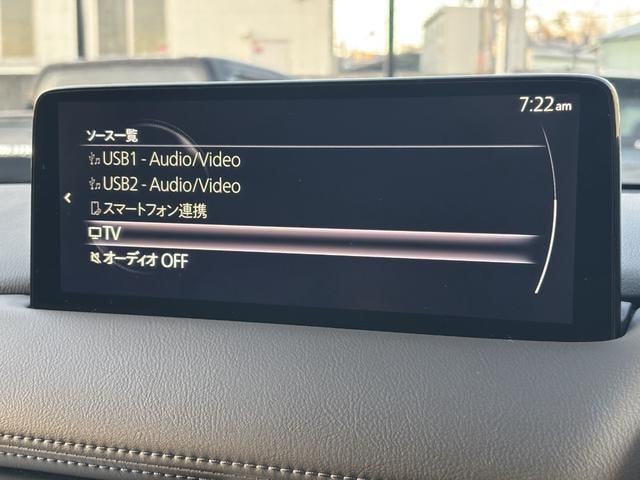 7:22am
ソース一覧
USB1 - Audio/Video
USB2 - Audio/Video
スマートフォン連携
TV
オーディオ OFF